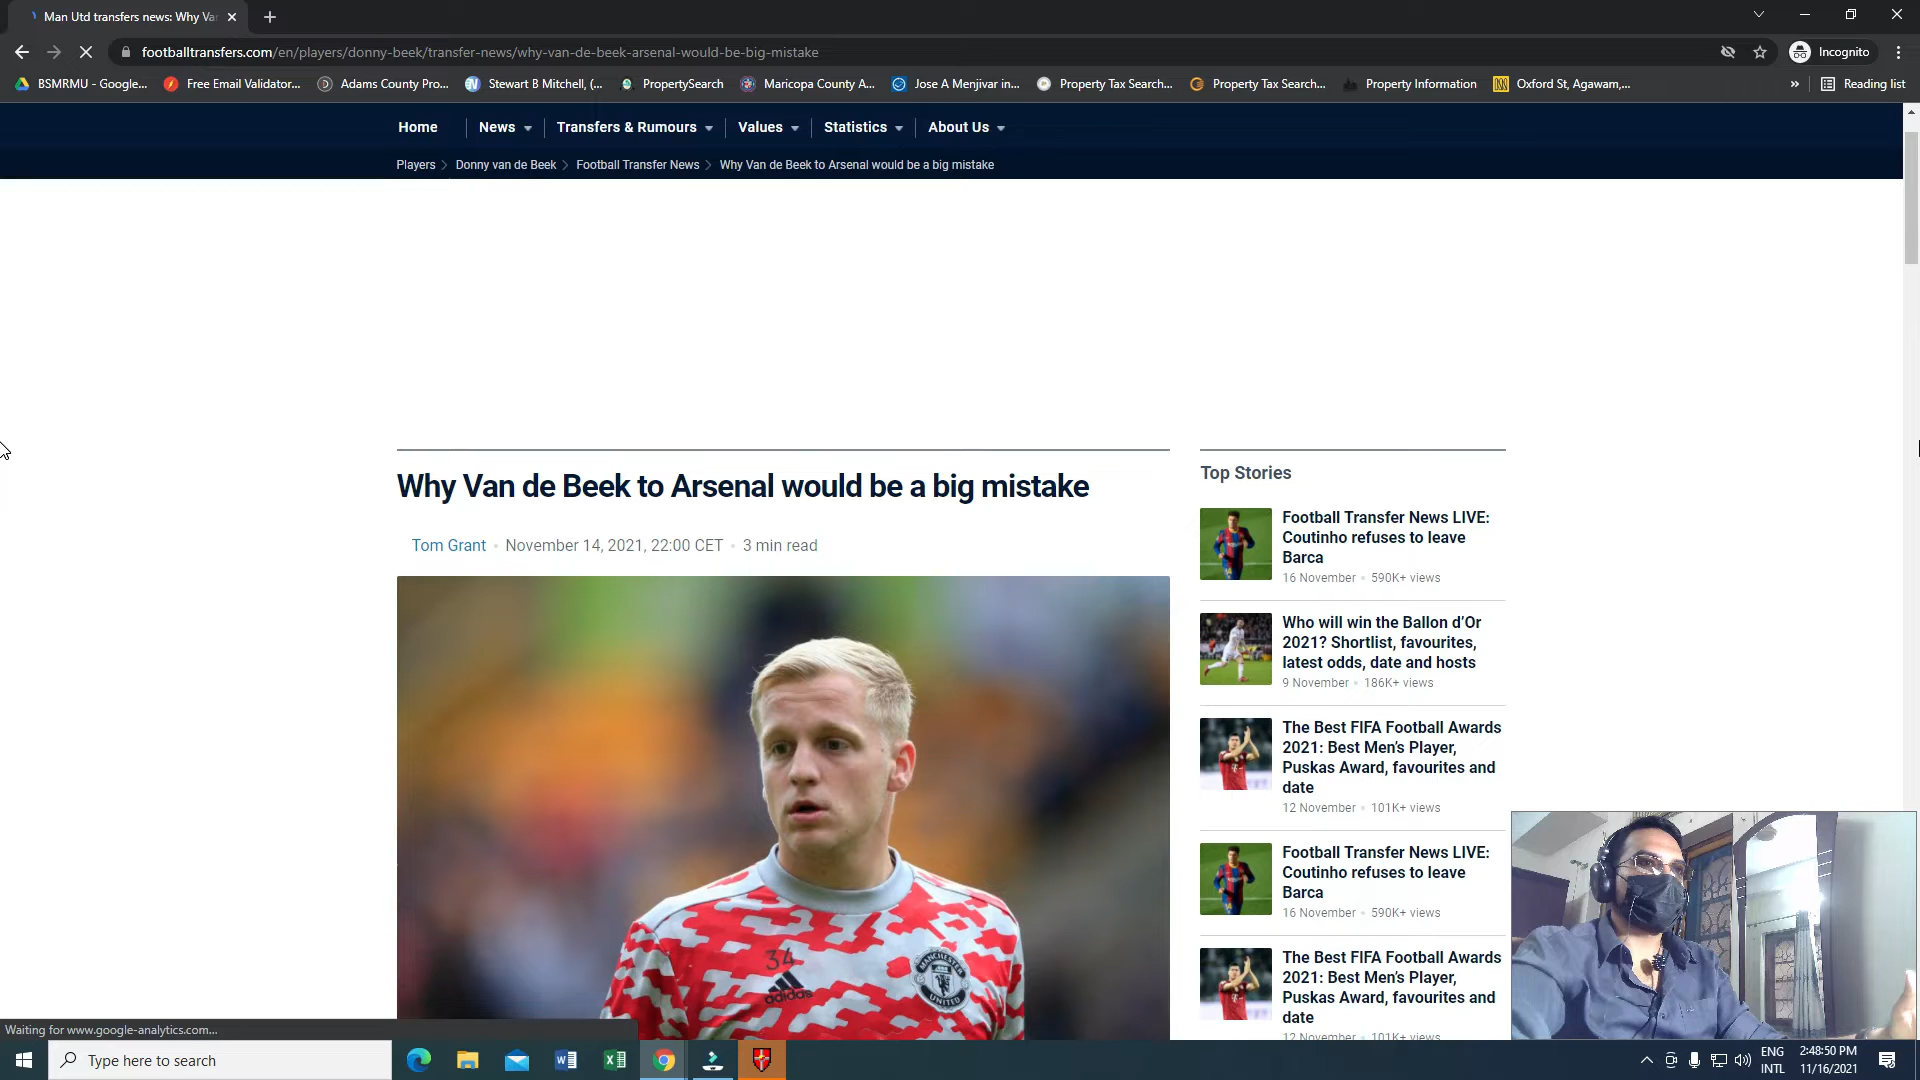 Man Utd transfers news: Why Va
footballtransfers.com/en/players/donny-beek/transfer-news/why-van-de-beek-arsenal-would-be-big-mistake
Incognito
BSMRMU - Google...
Free Email Validator...
Adams County Pro...
Stewart B Mitchell, (...
PropertySearch
Maricopa County A...
Jose A Menjivar in...
Property Tax Search...
Property Tax Search...
Property Information
Oxford St, Agawam,...
»
Reading list
Home
News
Transfers & Rumours
Values
Statistics
About Us
Players > Donny van de Beek > Football Transfer News > Why Van de Beek to Arsenal would be a big mistake
Why Van de Beek to Arsenal would be a big mistake
Tom Grant • November 14, 2021, 22:00 CET • 3 min read
34
adidas
MANCHESTER
UNITED
Top Stories
Football Transfer News LIVE:
Coutinho refuses to leave
Barca
16 November • 590K+ views
Who will win the Ballon d'Or
2021? Shortlist, favourites,
latest odds, date and hosts
9 November • 186K+ views
The Best FIFA Football Awards
2021: Best Men's Player,
Puskas Award, favourites and
date
12 November • 101K+ views
Football Transfer News LIVE:
Coutinho refuses to leave
Barca
16 November • 590K+ views
The Best FIFA Football Awards
2021: Best Men's Player,
Puskas Award, favourites and
date
12 November • 101K+ views
Waiting for www.google-analytics.com...
Type here to search
ENG
INTL
2:48:50 PM
11/16/2021